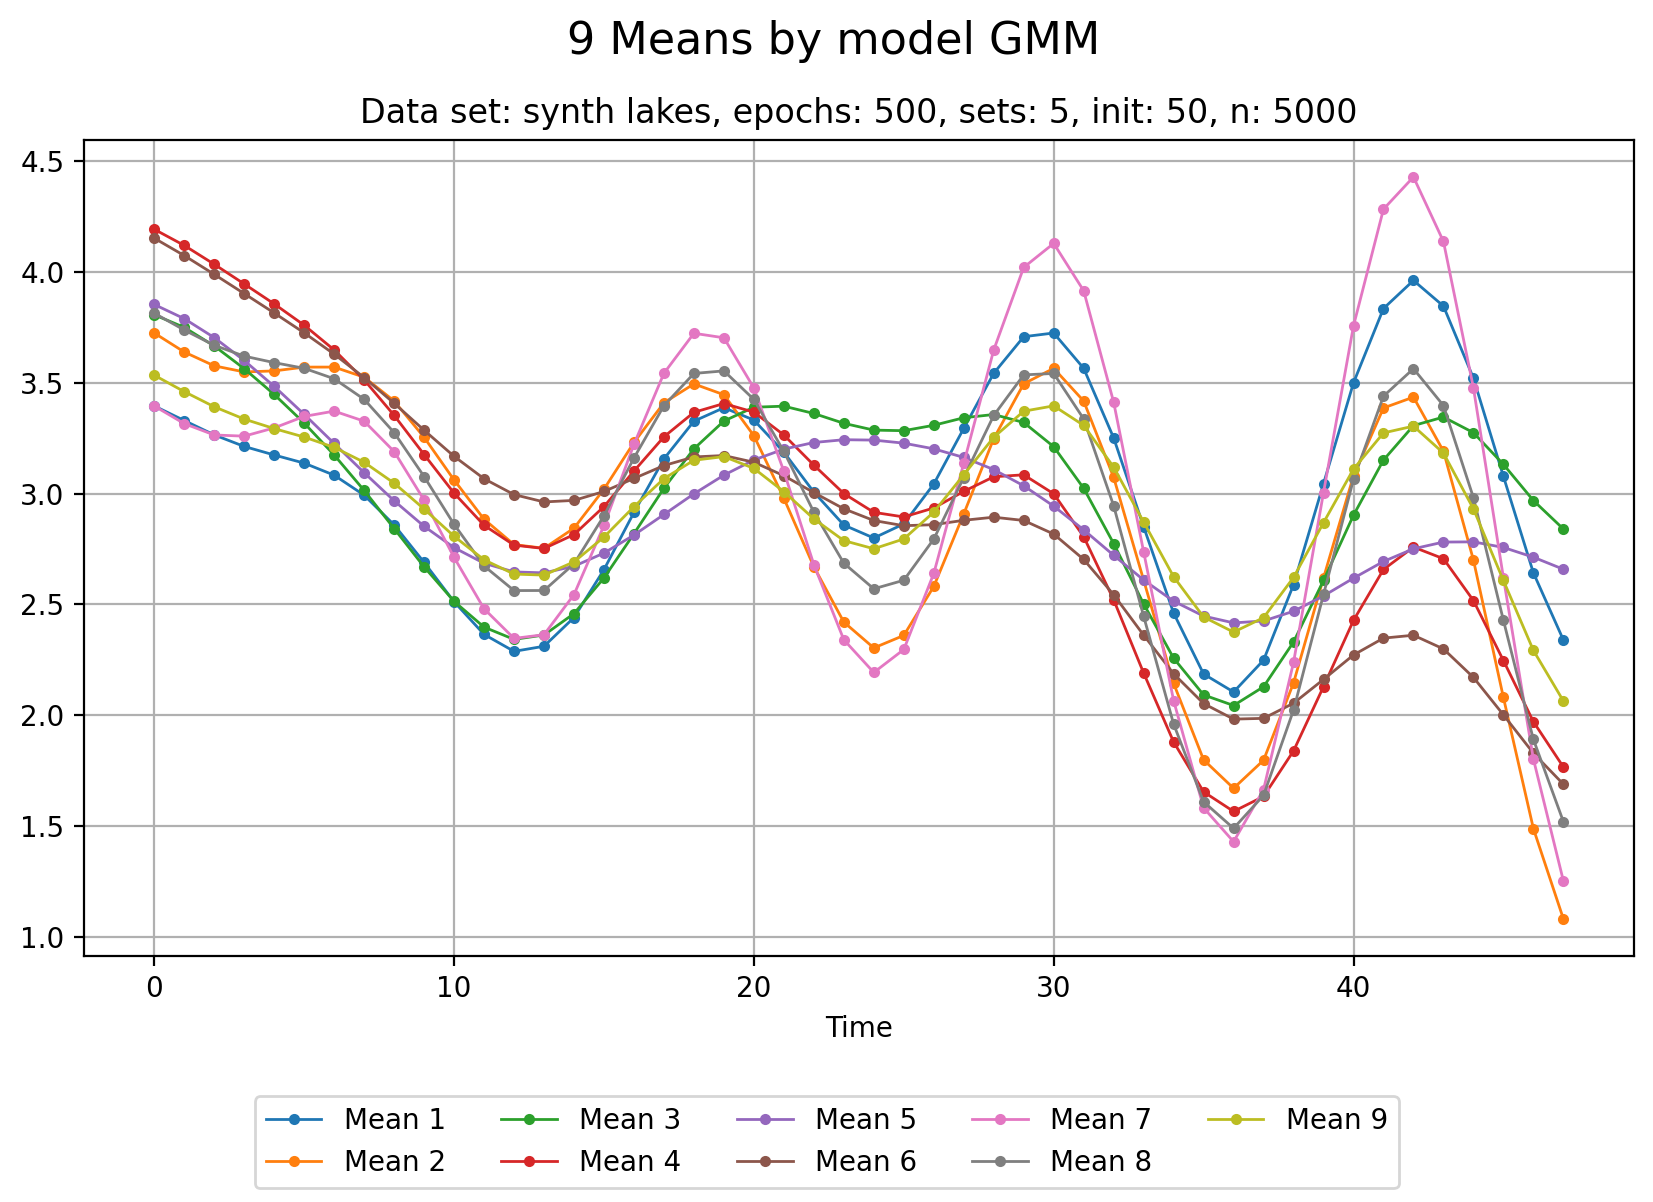 9 Means by model GMM
Data set: synth lakes, epochs: 500, sets: 5, init: 50, n: 5000
4.5
4.0
3.5
3.0
2.5
2.0
1.5
1.0
0 10 20 30 40
Time
Mean 1 Mean 3 Mean 5 Mean 7 Mean 9
Mean 2 Mean 4 Mean 6 Mean 8